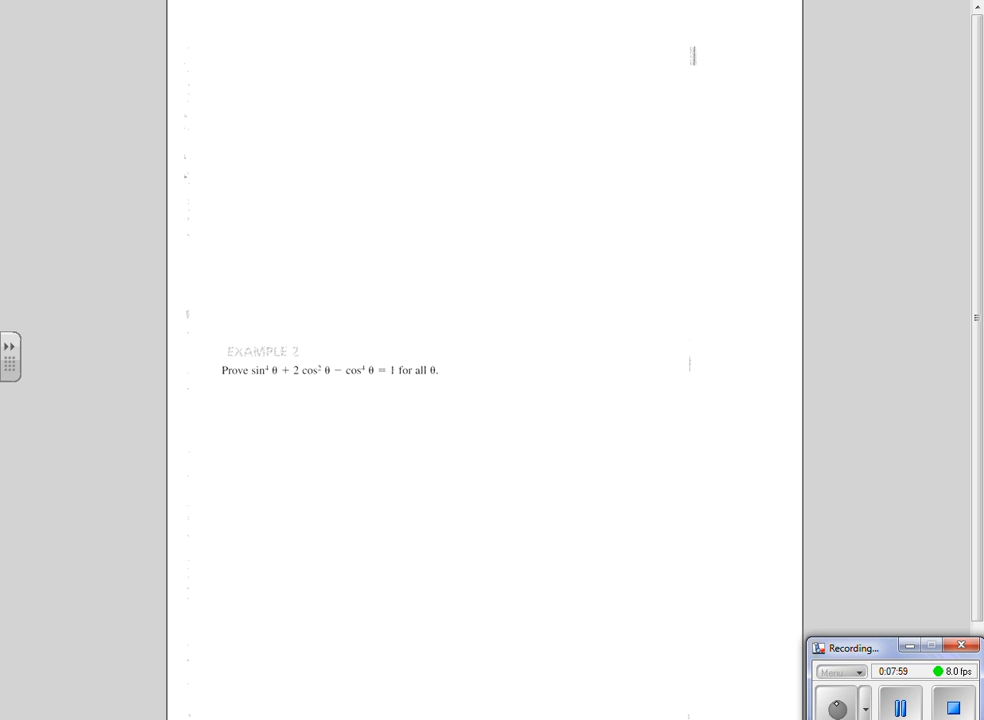 EXAMPLE 2
Prove sin⁴ θ + 2 cos² θ − cos⁴ θ = 1 for all θ.
Recording...
Menu 0:07:59 8.0 fps